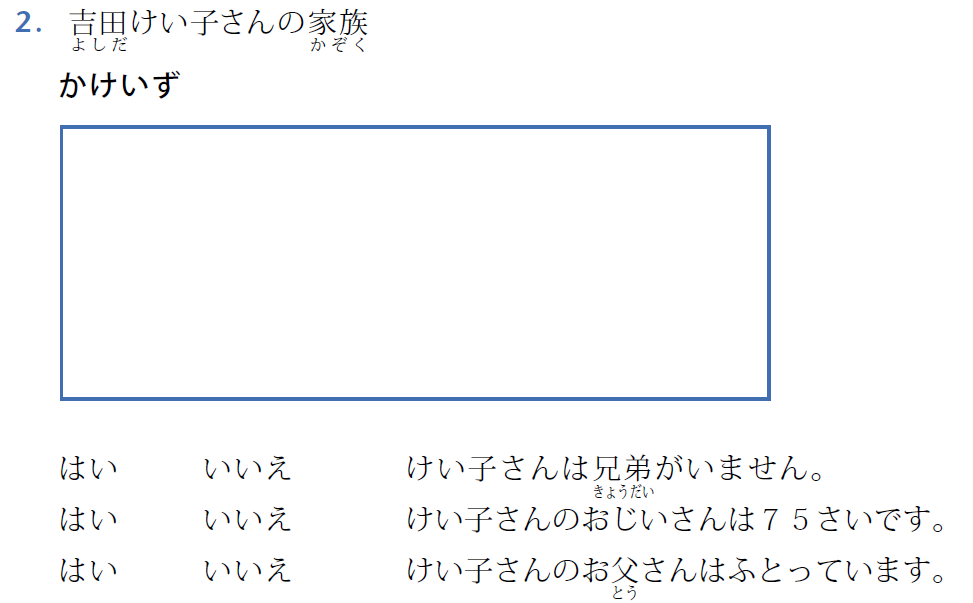 2. 吉田けい子さんの家族
よしだ かぞく
かけいず
はい いいえ けい子さんは兄弟がいません。
きょうだい
はい いいえ けい子さんのおじいさんは７５さいです。
はい いいえ けい子さんのお父さんはふとっています。
とう